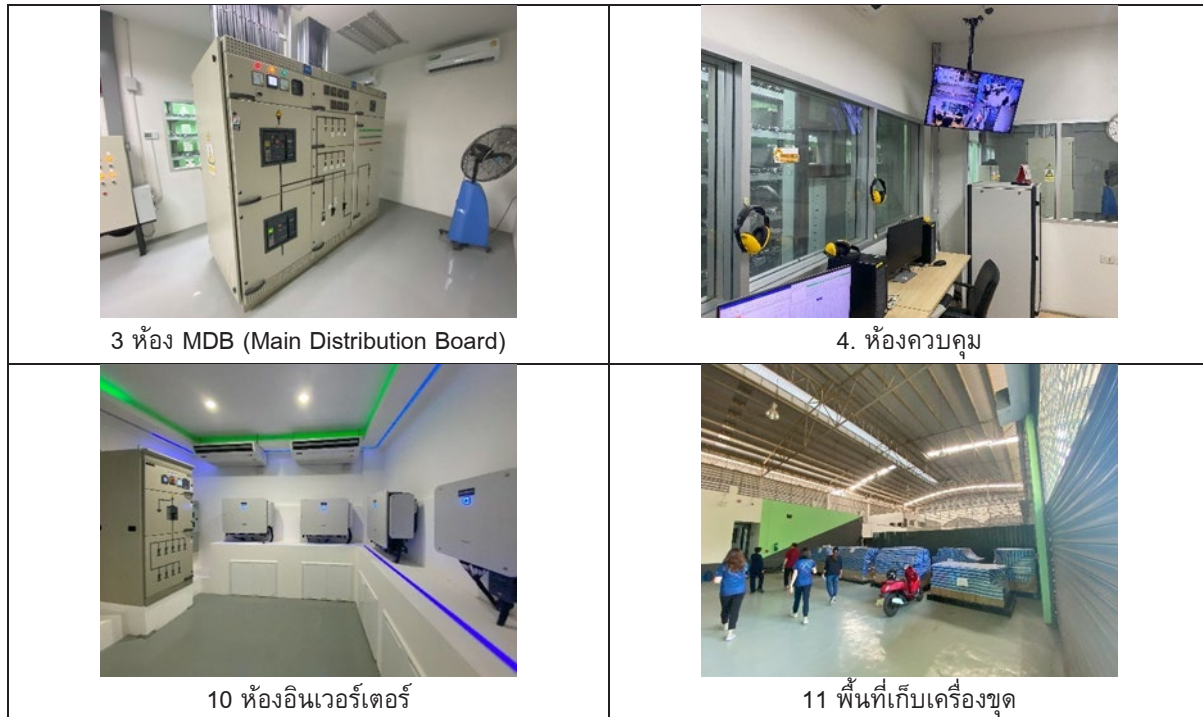 3 ห้อง MDB (Main Distribution Board)
4. ห้องควบคุม
10 ห้องอินเวอร์เตอร์
11 พื้นที่เก็บเครื่องขุด